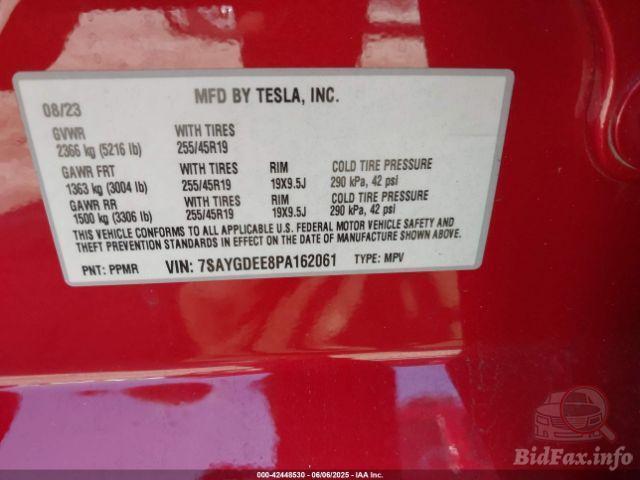 08/23 MFD BY TESLA, INC.
GVWR WITH TIRES
2366 kg (5216 lb) 255/45R19
GAWR FRT WITH TIRES RIM COLD TIRE PRESSURE
1363 kg (3004 lb) 255/45R19 19X9.5J 290 kPa, 42 psi
GAWR RR WITH TIRES RIM COLD TIRE PRESSURE
1500 kg (3306 lb) 255/45R19 19X9.5J 290 kPa, 42 psi
THIS VEHICLE CONFORMS TO ALL APPLICABLE U.S. FEDERAL MOTOR VEHICLE SAFETY AND
THEFT PREVENTION STANDARDS IN EFFECT ON THE DATE OF MANUFACTURE SHOWN ABOVE.
PNT: PPMR VIN: 7SAYGDEE8PA162061 TYPE: MPV
BidFax.info
000-42448530 - 06/06/2025 - IAA Inc.